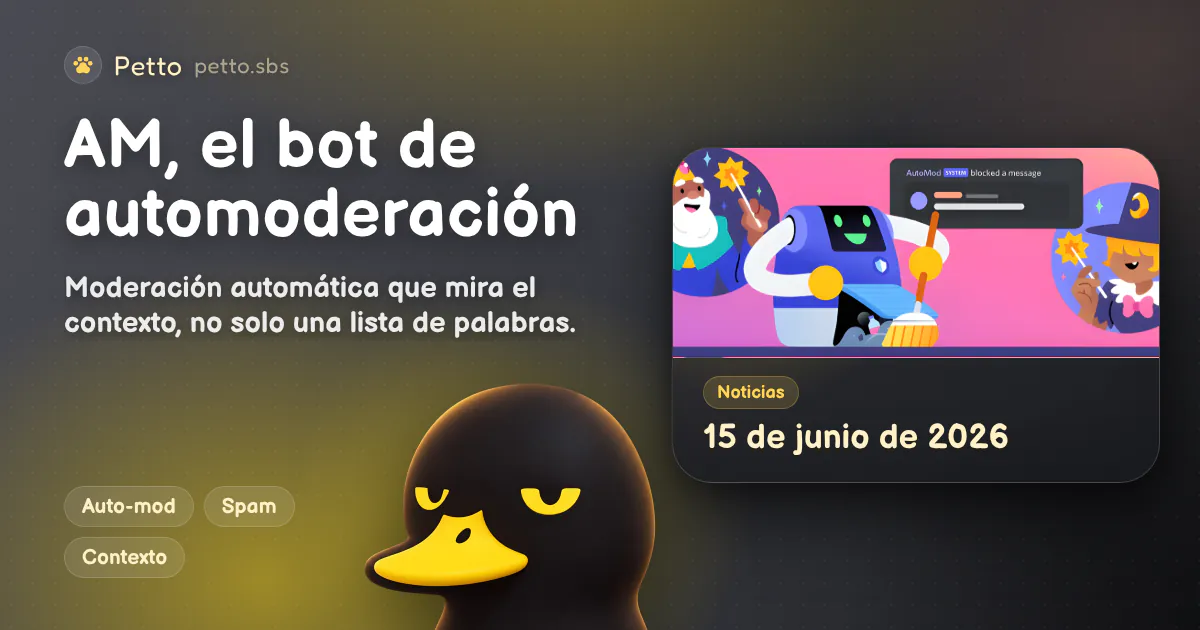 Petto petto.sbs
AM, el bot de
automoderación
Moderación automática que mira el
contexto, no solo una lista de palabras.
Auto-mod Spam
Contexto
AutoMod SYSTEM blocked a message
Noticias
15 de junio de 2026